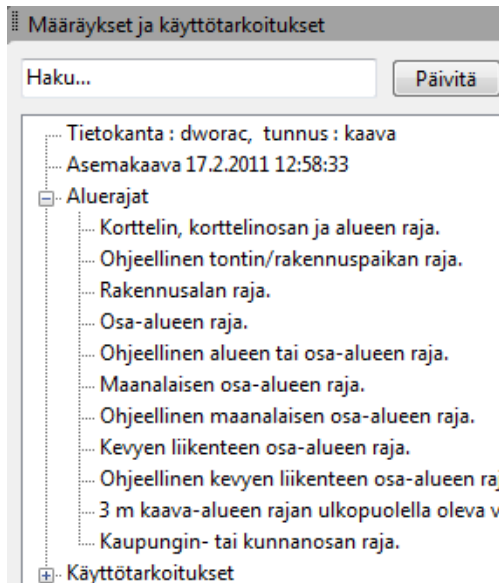 Määräykset ja käyttötarkoitukset
Haku... Päivitä
Tietokanta : dworac, tunnus : kaava
Asemakaava 17.2.2011 12:58:33
Aluerajat
Korttelin, korttelinosan ja alueen raja.
Ohjeellinen tontin/rakennuspaikan raja.
Rakennusalan raja.
Osa-alueen raja.
Ohjeellinen alueen tai osa-alueen raja.
Maanalaisen osa-alueen raja.
Ohjeellinen maanalaisen osa-alueen raja.
Kevyen liikenteen osa-alueen raja.
Ohjeellinen kevyen liikenteen osa-alueen raj
3 m kaava-alueen rajan ulkopuolella oleva v
Kaupungin- tai kunnanosan raja.
Käyttötarkoitukset